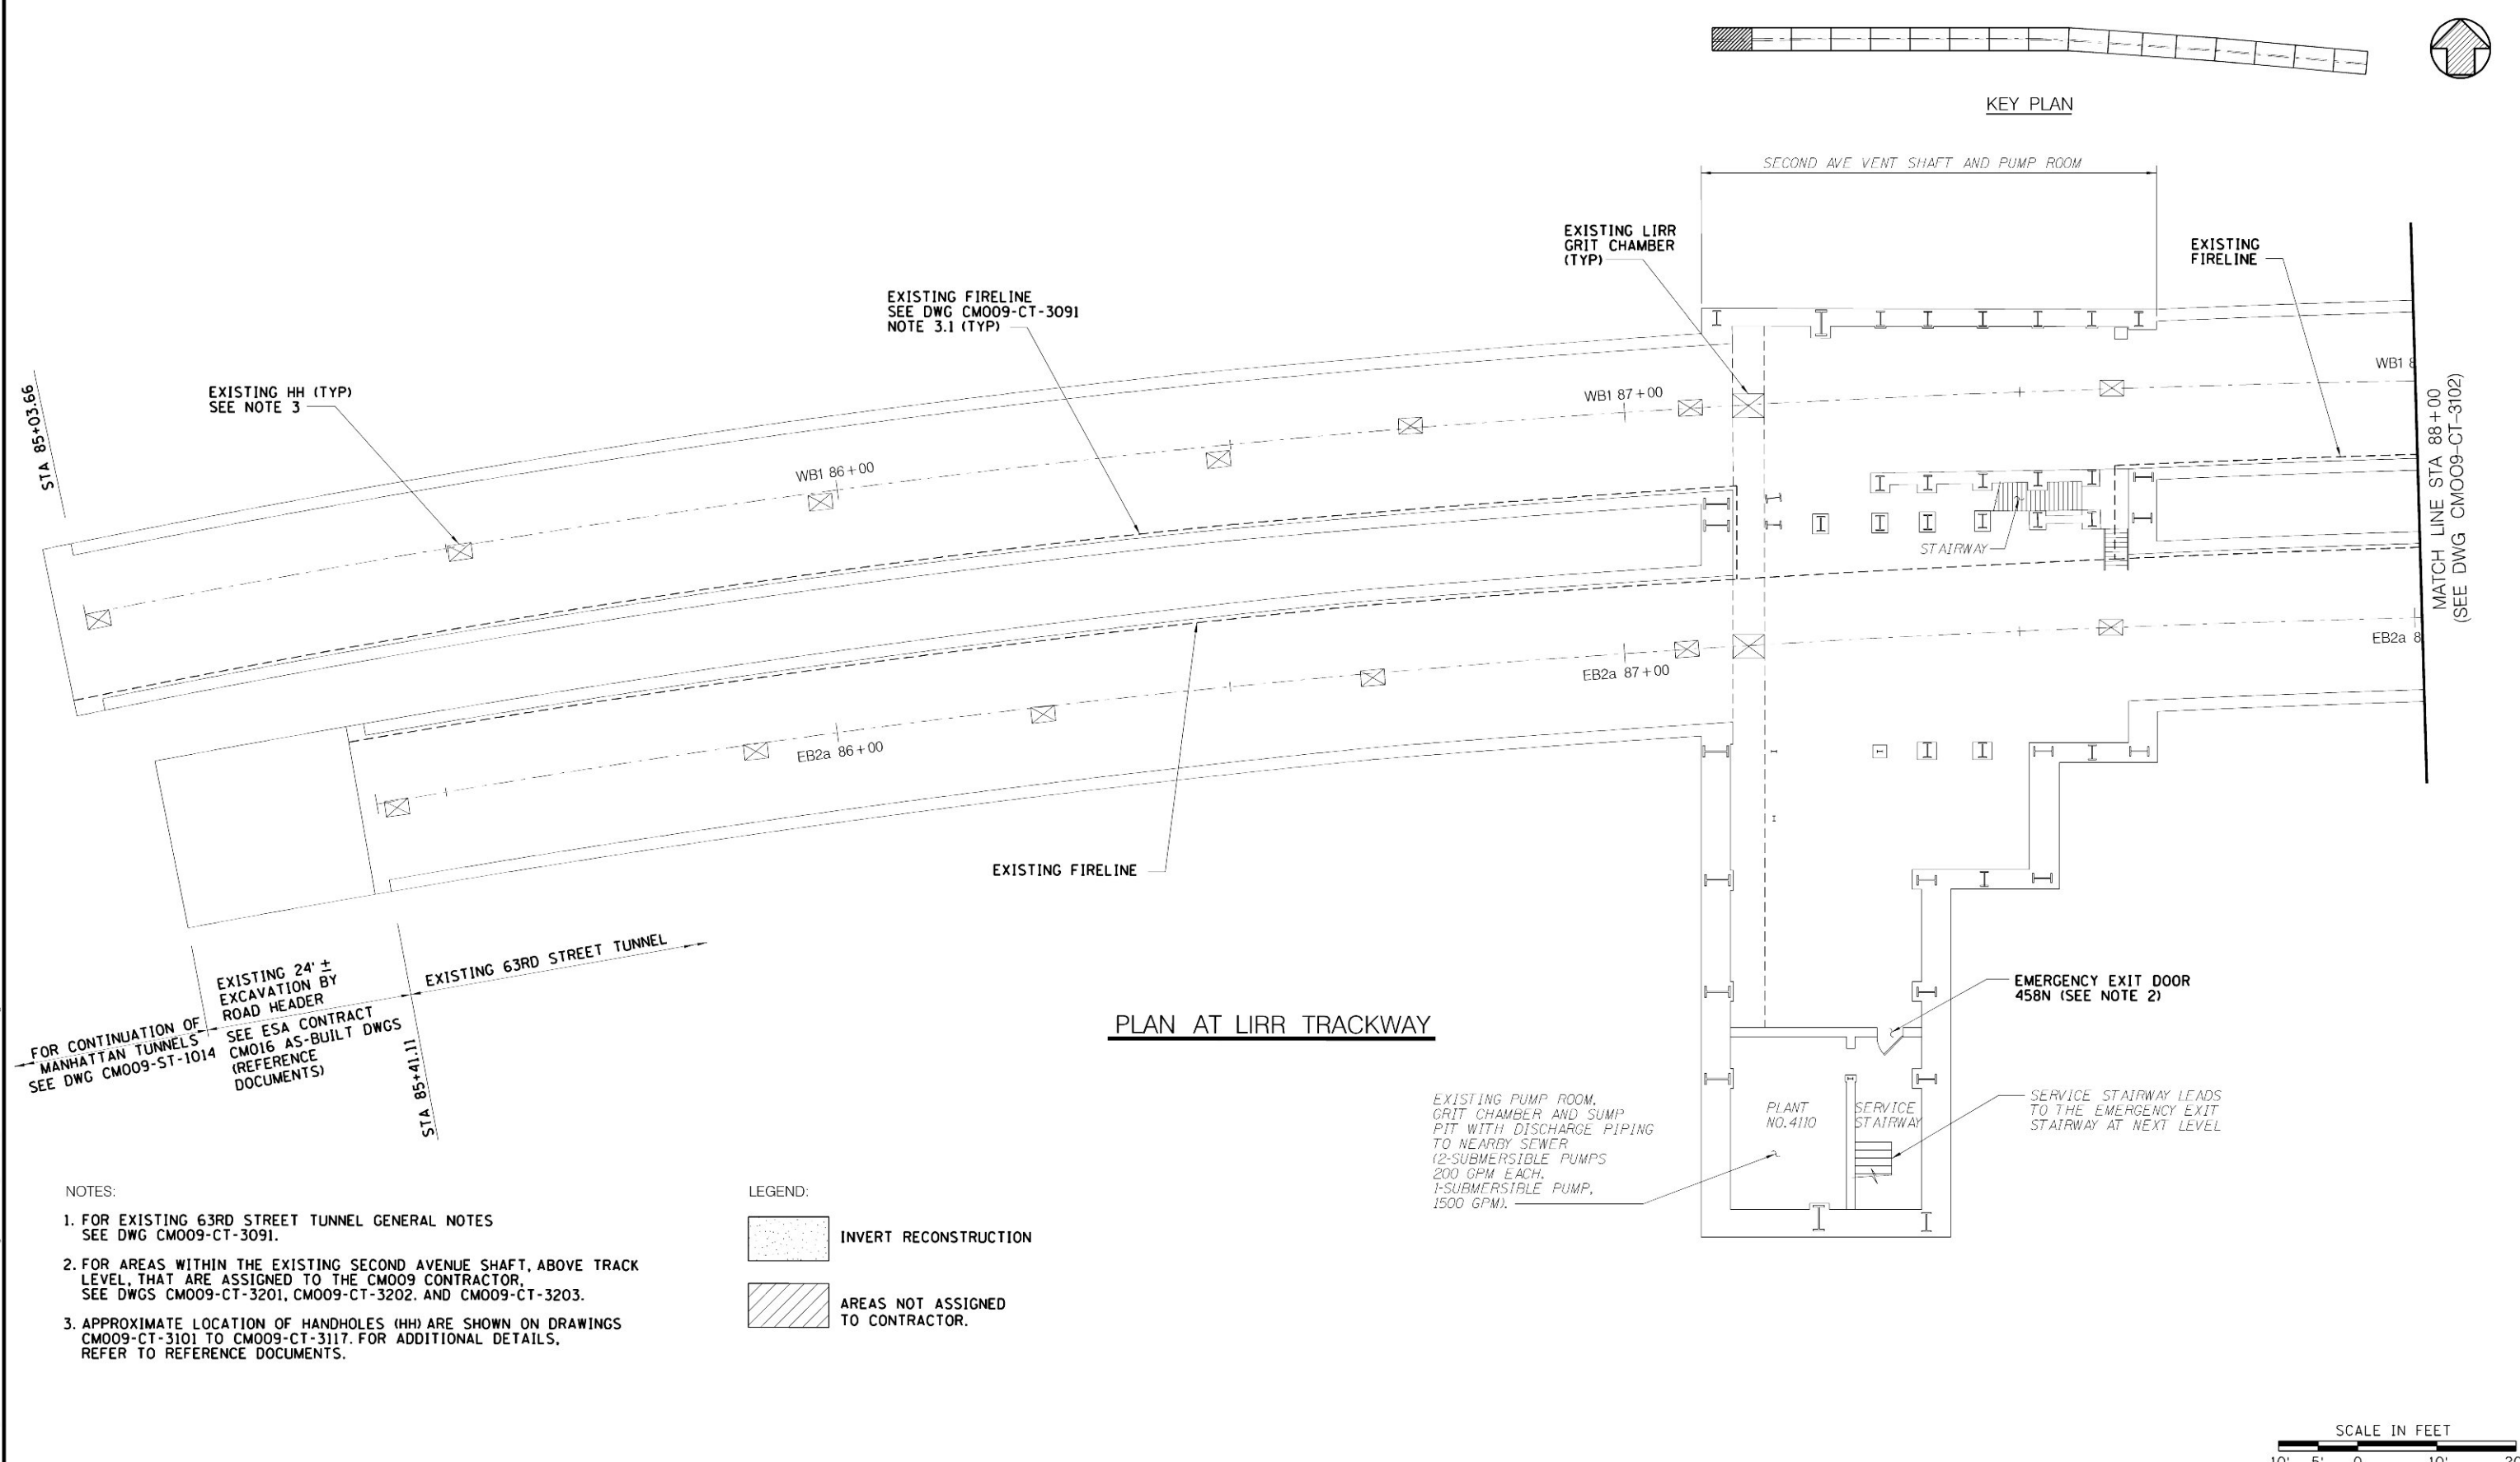 KEY PLAN
SECOND AVE VENT SHAFT AND PUMP ROOM
EXISTING LIRR
GRIT CHAMBER
(TYP)
EXISTING
FIRELINE
EXISTING FIRELINE
SEE DWG CM009-CT-3091
NOTE 3.1 (TYP)
EXISTING HH (TYP)
SEE NOTE 3
STA 85+03.66
WB1 86+00
WB1 87+00
WB1 8
MATCH LINE STA 88+00
(SEE DWG CM009-CT-3102)
STAIRWAY
EB2a 86+00
EB2a 87+00
EB2a 8
EXISTING FIRELINE
EXISTING 63RD STREET TUNNEL
EXISTING 24' ±
EXCAVATION BY
ROAD HEADER
SEE ESA CONTRACT
CM016 AS-BUILT DWGS
(REFERENCE
DOCUMENTS)
FOR CONTINUATION OF
MANHATTAN TUNNELS
SEE DWG CM009-ST-1014
STA 85+41.11
PLAN AT LIRR TRACKWAY
EMERGENCY EXIT DOOR
458N (SEE NOTE 2)
EXISTING PUMP ROOM,
GRIT CHAMBER AND SUMP
PIT WITH DISCHARGE PIPING
TO NEARBY SEWER
(2-SUBMERSIBLE PUMPS
200 GPM EACH.
1-SUBMERSIBLE PUMP,
1500 GPM).
PLANT
NO.4110
SERVICE
STAIRWAY
SERVICE STAIRWAY LEADS
TO THE EMERGENCY EXIT
STAIRWAY AT NEXT LEVEL
NOTES:
1. FOR EXISTING 63RD STREET TUNNEL GENERAL NOTES
SEE DWG CM009-CT-3091.
2. FOR AREAS WITHIN THE EXISTING SECOND AVENUE SHAFT, ABOVE TRACK
LEVEL, THAT ARE ASSIGNED TO THE CM009 CONTRACTOR,
SEE DWGS CM009-CT-3201, CM009-CT-3202. AND CM009-CT-3203.
3. APPROXIMATE LOCATION OF HANDHOLES (HH) ARE SHOWN ON DRAWINGS
CM009-CT-3101 TO CM009-CT-3117. FOR ADDITIONAL DETAILS,
REFER TO REFERENCE DOCUMENTS.
LEGEND:
INVERT RECONSTRUCTION
AREAS NOT ASSIGNED
TO CONTRACTOR.
SCALE IN FEET
10' 5' 0 10'